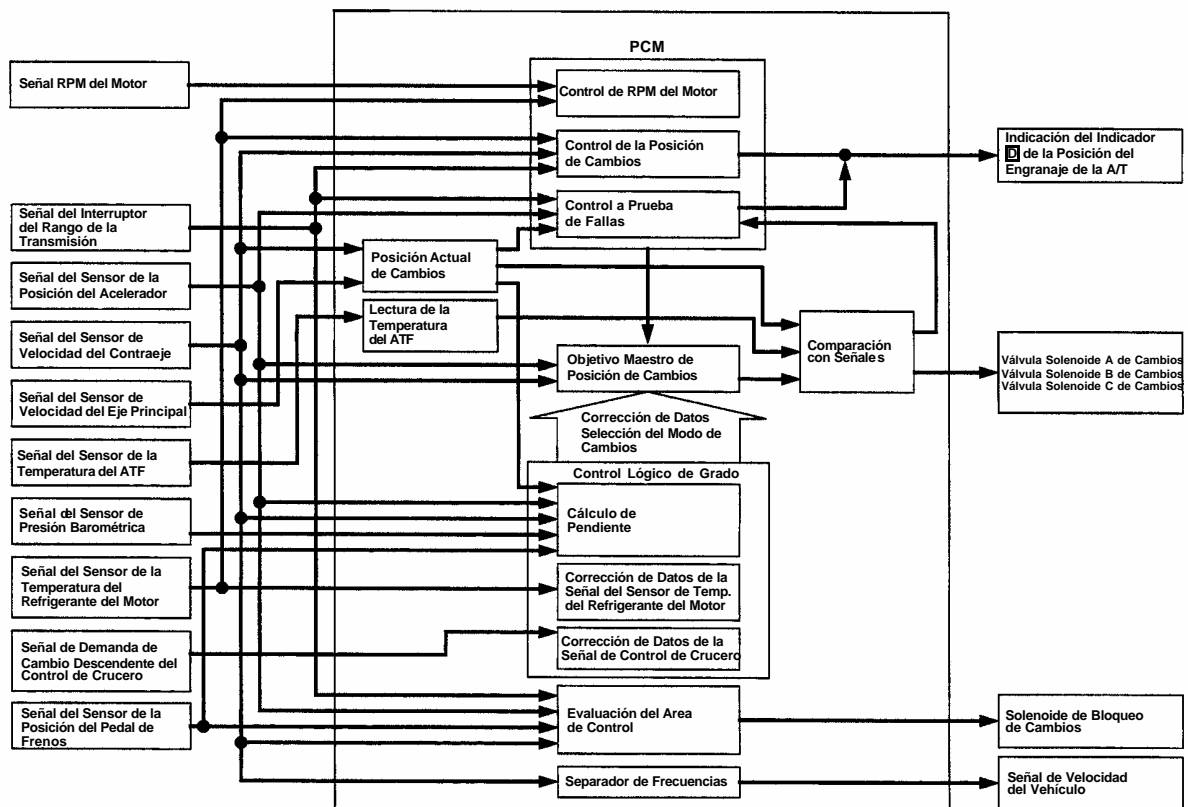 PCM
Señal RPM del Motor
Señal del Interruptor
del Rango de la
Transmisión
Señal del Sensor de la
Posición del Acelerador
Señal del Sensor de
Velocidad del Contraeje
Señal del Sensor de
Velocidad del Eje Principal
Señal del Sensor de la
Temperatura del ATF
Señal del Sensor de
Presión Barométrica
Señal del Sensor de la
Temperatura del
Refrigerante del Motor
Señal de Demanda de
Cambio Descendente del
Control de Crucero
Señal del Sensor de la
Posición del Pedal de
Frenos
Control de RPM del Motor
Control de la Posición
de Cambios
Control a Prueba
de Fallas
Posición Actual
de Cambios
Lectura de la
Temperatura
del ATF
Objetivo Maestro de
Posición de Cambios
Comparación
con Señales
Corrección de Datos
Selección del Modo de
Cambios
Control Lógico de Grado
Cálculo de
Pendiente
Corrección de Datos de la
Señal del Sensor de Temp.
del Refrigerante del Motor
Corrección de Datos de la
Señal de Control de Crucero
Evaluación del Area
de Control
Separador de Frecuencias
Indicación del Indicador
D de la Posición del
Engranaje de la A/T
Válvula Solenoide A de Cambios
Válvula Solenoide B de Cambios
Válvula Solenoide C de Cambios
Solenoide de Bloqueo
de Cambios
Señal de Velocidad
del Vehículo